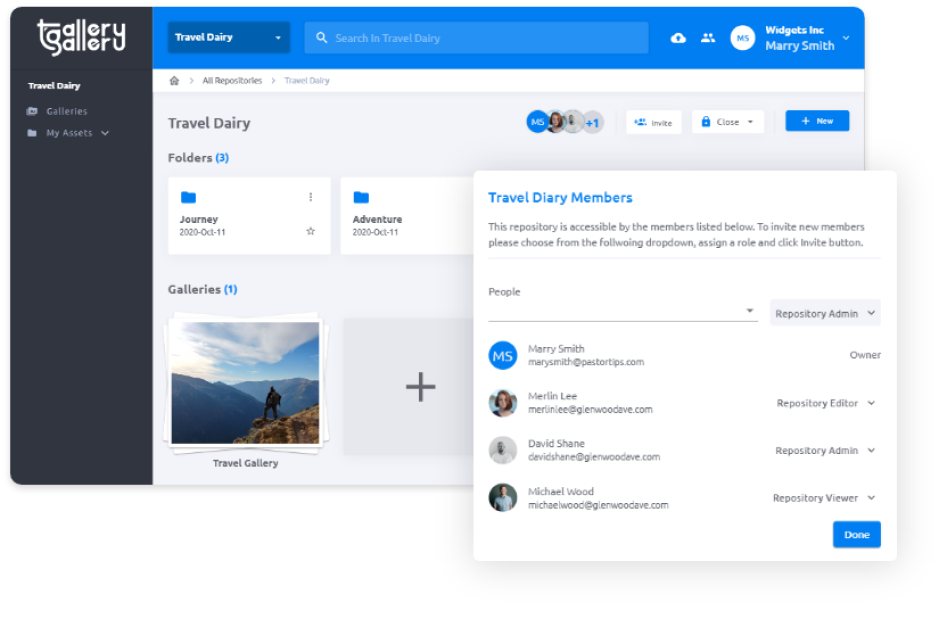 tgallery
gallery
Travel Dairy
Search In Travel Dairy
MS
Widgets Inc
Marry Smith
Travel Dairy
Galleries
My Assets
All Repositories > Travel Dairy
Travel Dairy
MS
+1
Invite
Close
+ New
Folders (3)
Journey
2020-Oct-11
Adventure
2020-Oct-11
Galleries (1)
Travel Gallery
Travel Diary Members
This repository is accessible by the members listed below. To invite new members
please choose from the follwoing dropdown, assign a role and click Invite button.
People
Repository Admin
MS
Marry Smith
marysmith@pastortips.com
Owner
Merlin Lee
merlinlee@glenwoodave.com
Repository Editor
David Shane
davidshane@glenwoodave.com
Repository Admin
Michael Wood
michaelwood@glenwoodave.com
Repository Viewer
Done